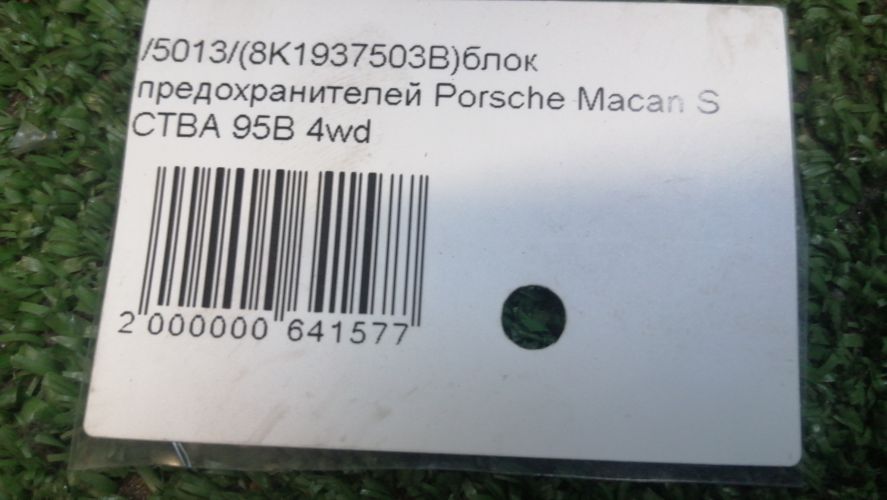 /5013/(8K1937503B)блок
предохранителей Porsche Macan S
CTBA 95B 4wd
2 000000 641577